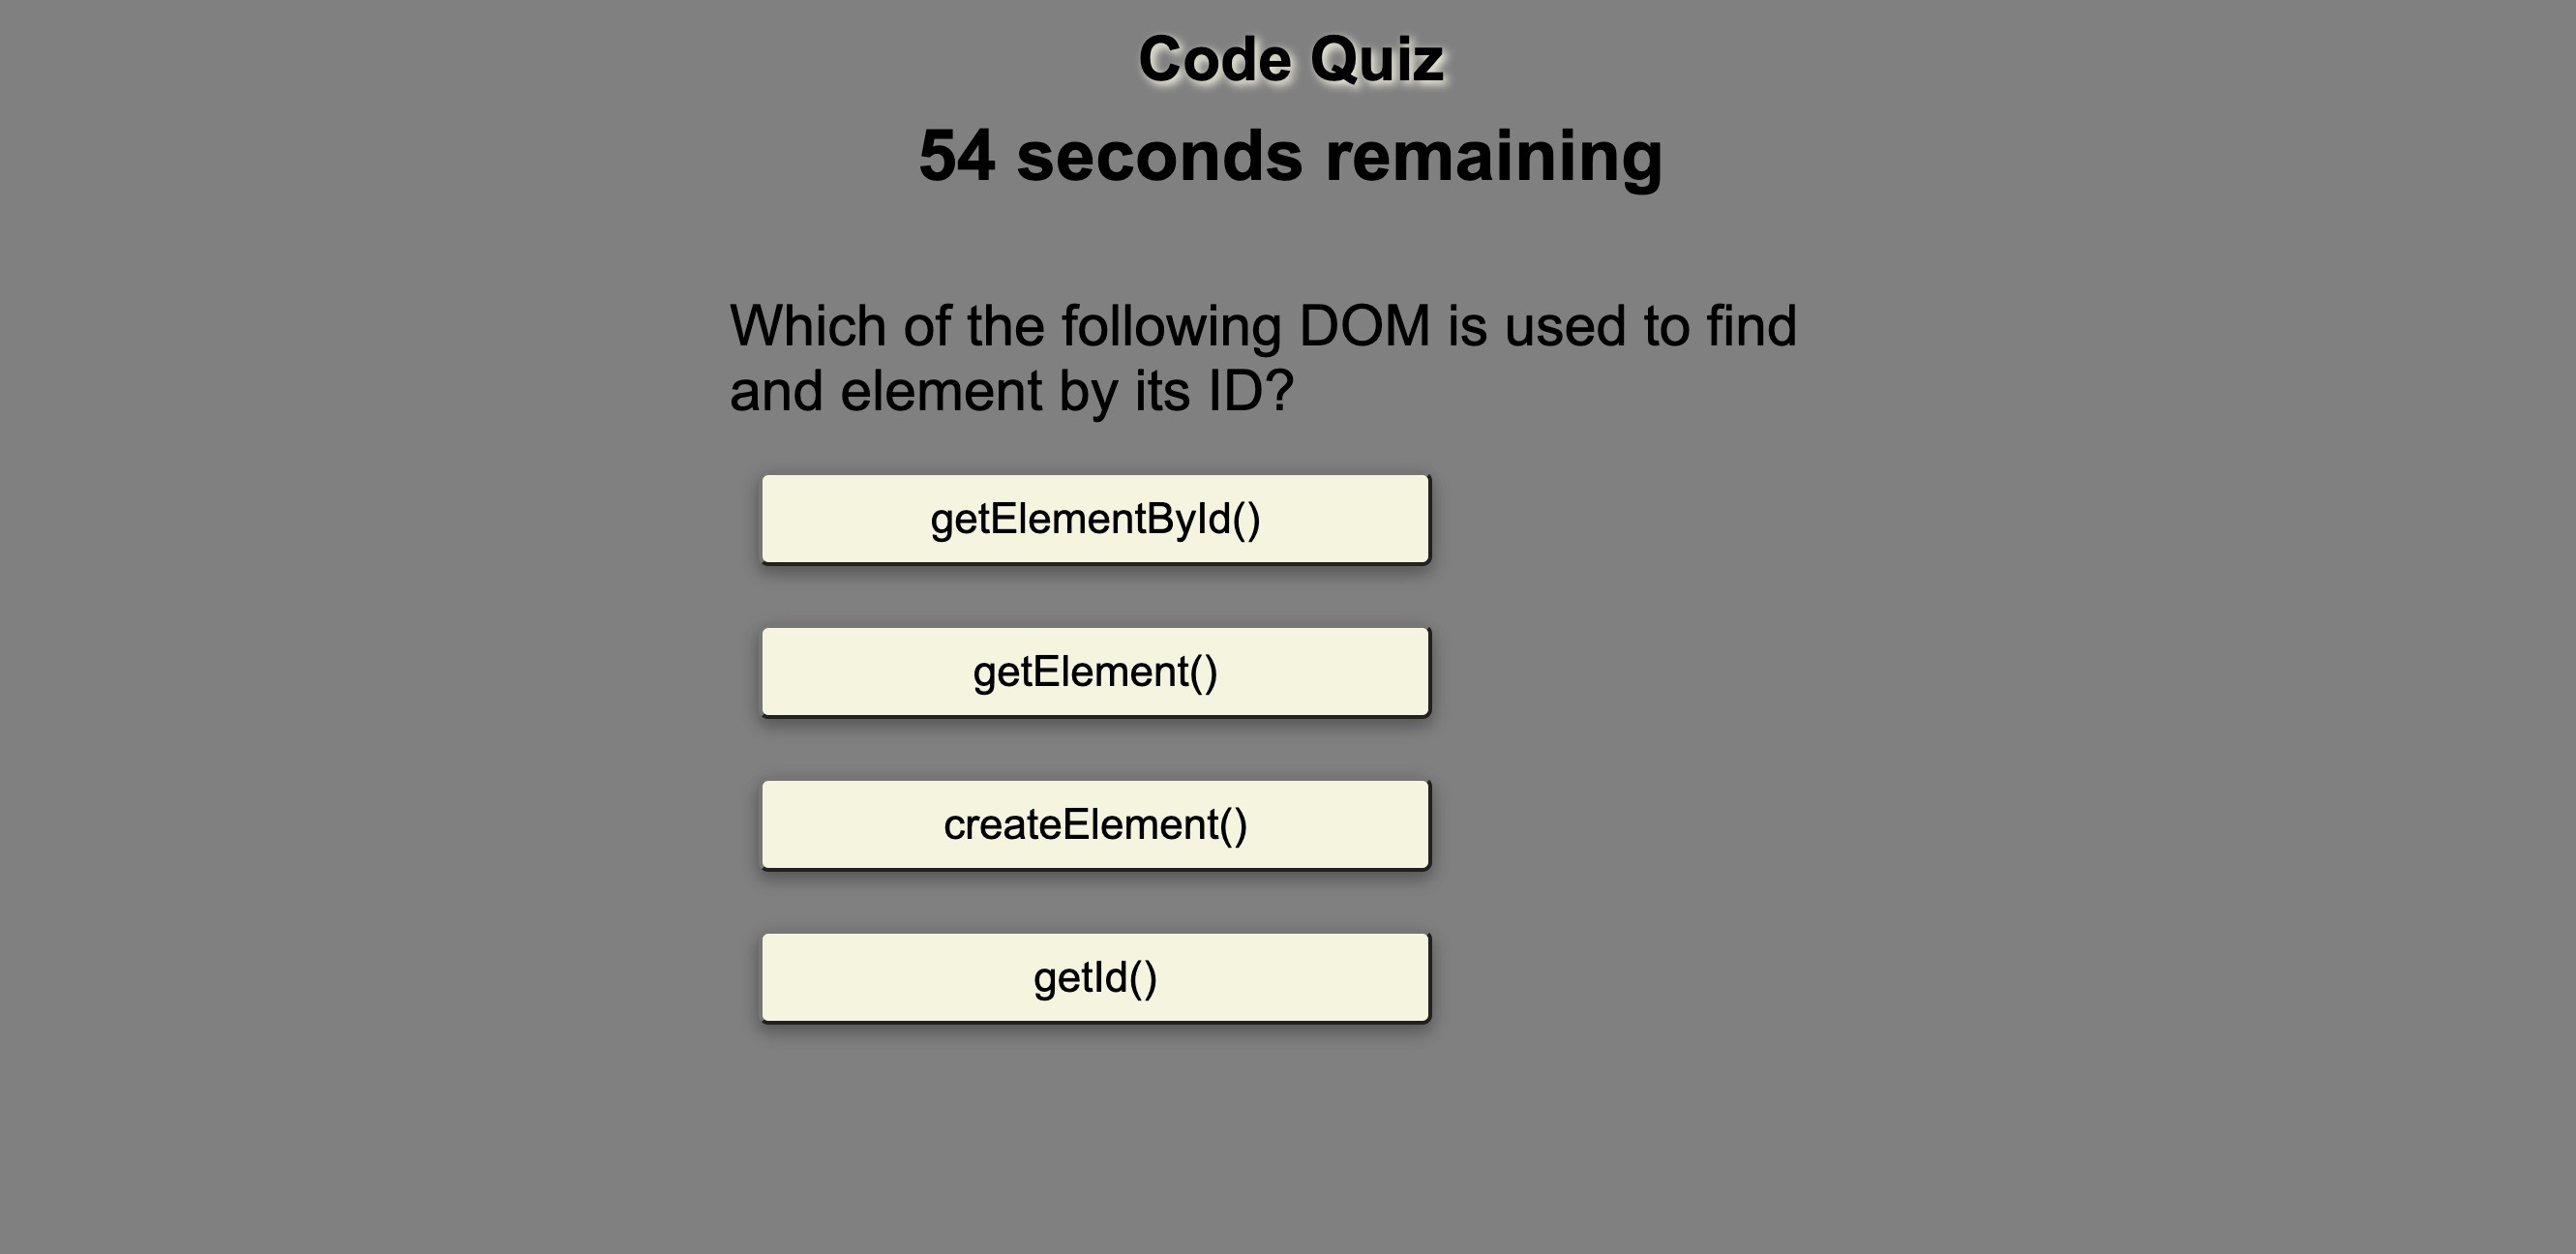 Code Quiz
54 seconds remaining
Which of the following DOM is used to find
and element by its ID?
getElementById()
getElement()
createElement()
getId()